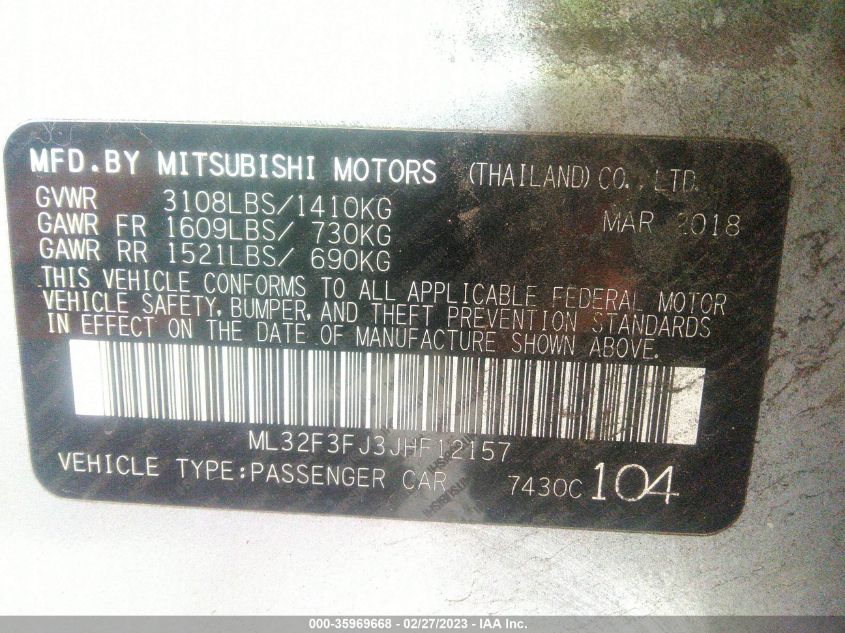 MFD.BY MITSUBISHI MOTORS (THAILAND) CO., LTD.
GVWR 3108LBS/1410KG MAR 2018
GAWR FR 1609LBS/ 730KG
GAWR RR 1521LBS/ 690KG
THIS VEHICLE CONFORMS TO ALL APPLICABLE FEDERAL MOTOR
VEHICLE SAFETY, BUMPER, AND THEFT PREVENTION STANDARDS
IN EFFECT ON THE DATE OF MANUFACTURE SHOWN ABOVE.
ML32F3FJ3JHF12157
VEHICLE TYPE:PASSENGER CAR 7430C 104
000-35969668 - 02/27/2023 - IAA Inc.